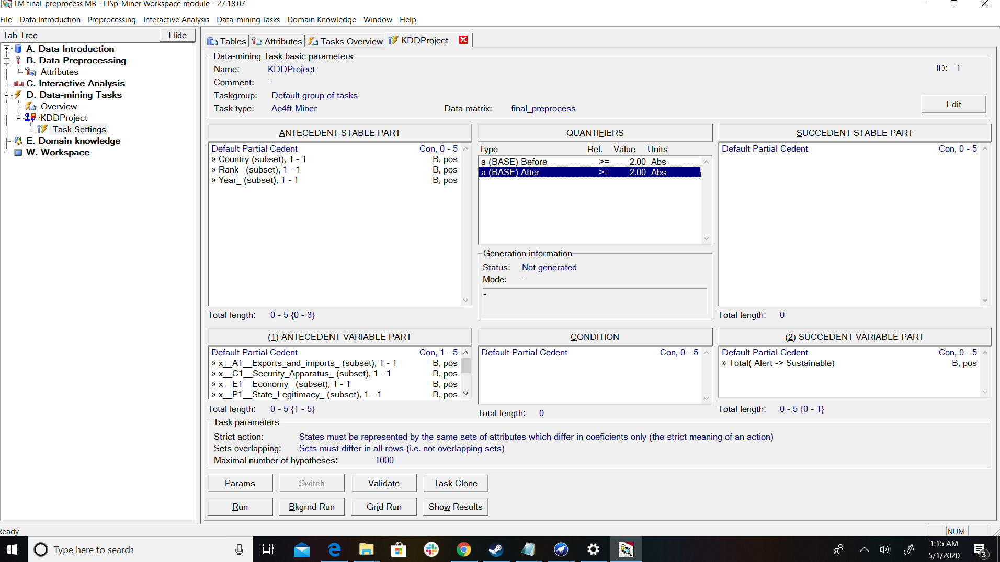 LM final_preprocess MB - LISp-Miner Workspace module - 27.18.07
File Data Introduction Preprocessing Interactive Analysis Data-mining Tasks Domain Knowledge Window Help
Tab Tree Hide
A. Data Introduction
B. Data Preprocessing
Attributes
C. Interactive Analysis
D. Data-mining Tasks
Overview
·KDDProject
Task Settings
E. Domain knowledge
W. Workspace
Tables Attributes Tasks Overview KDDProject
Data-mining Task basic parameters
Name: KDDProject ID: 1
Comment: -
Taskgroup: Default group of tasks
Task type: Ac4ft-Miner Data matrix: final_preprocess Edit
ANTECEDENT STABLE PART
Default Partial Cedent Con, 0 - 5
» Country (subset), 1 - 1 B, pos
» Rank_ (subset), 1 - 1 B, pos
» Year_ (subset), 1 - 1 B, pos
Total length: 0 - 5 {0 - 3}
QUANTIFIERS
Type Rel. Value Units
a (BASE) Before >= 2.00 Abs
a (BASE) After >= 2.00 Abs
Generation information
Status: Not generated
Mode: -
-
SUCCEDENT STABLE PART
Default Partial Cedent Con, 0 - 5
Total length: 0
(1) ANTECEDENT VARIABLE PART
Default Partial Cedent Con, 1 - 5
» x__A1__Exports_and_imports_ (subset), 1 - 1 B, pos
» x__C1__Security_Apparatus_ (subset), 1 - 1 B, pos
» x__E1__Economy_ (subset), 1 - 1 B, pos
» x__P1__State_Legitimacy_ (subset), 1 - 1 B, pos
Total length: 0 - 5 {1 - 5}
CONDITION
Default Partial Cedent Con, 0 - 5
Total length: 0
(2) SUCCEDENT VARIABLE PART
Default Partial Cedent Con, 0 - 5
» Total( Alert -> Sustainable) B, pos
Total length: 0 - 5 {0 - 1}
Task parameters
Strict action: States must be represented by the same sets of attributes which differ in coeficients only (the strict meaning of an action)
Sets overlapping: Sets must differ in all rows (i.e. not overlapping sets)
Maximal number of hypotheses: 1000
Params Switch Validate Task Clone
Run Bkgrnd Run Grid Run Show Results
Ready NUM
Type here to search
1:15 AM
5/1/2020
3